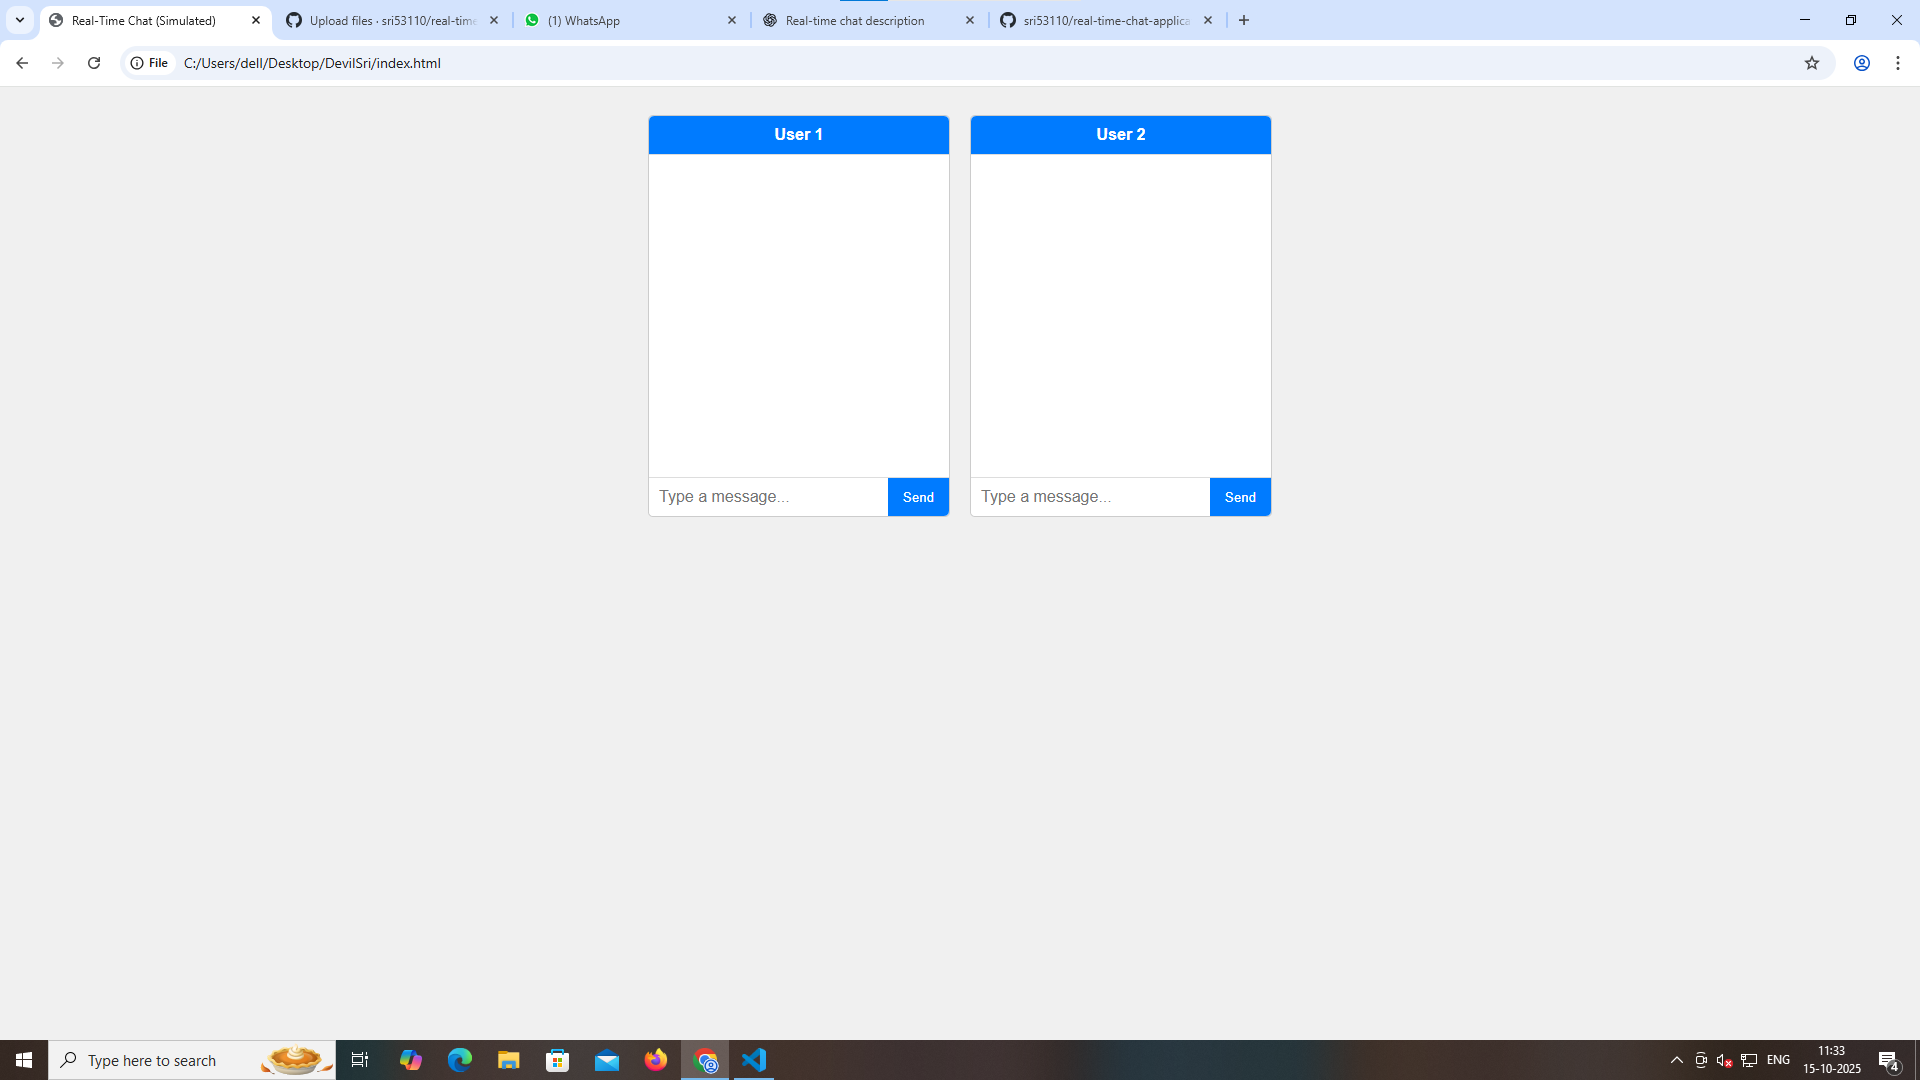 Real-Time Chat (Simulated)
Upload files · sri53110/real-time
(1) WhatsApp
Real-time chat description
sri53110/real-time-chat-applica
File
C:/Users/dell/Desktop/DevilSri/index.html
User 1
User 2
Type a message...
Send
Type a message...
Send
Type here to search
ENG
11:33
15-10-2025
4